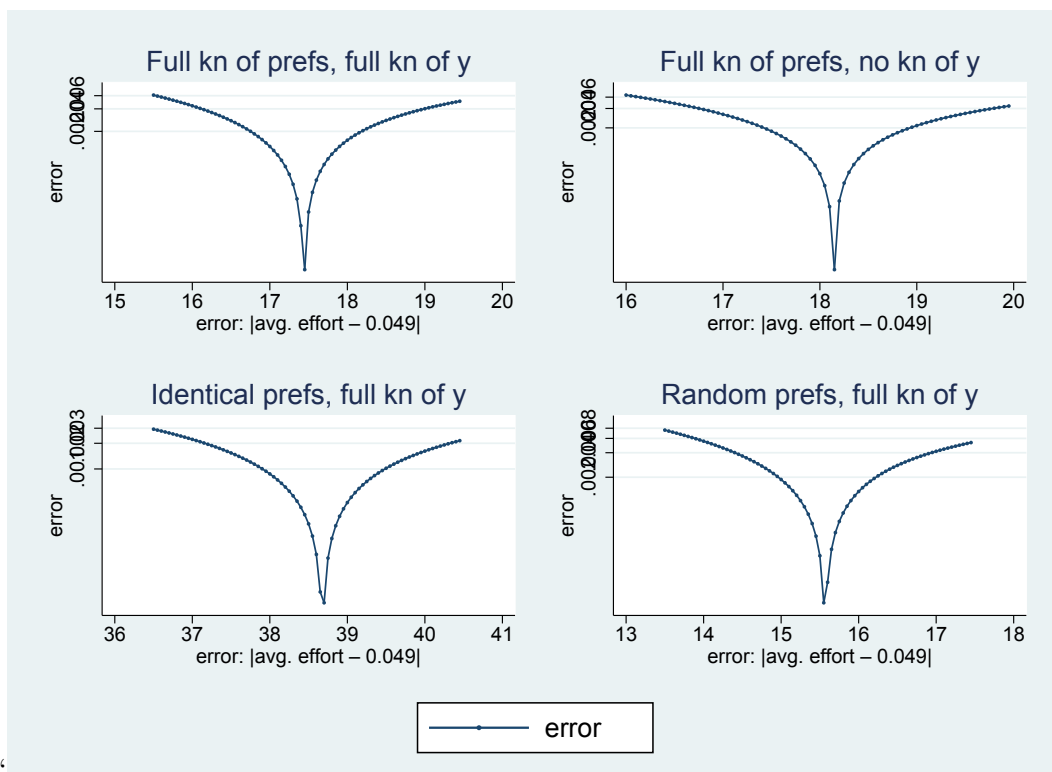 Full kn of prefs, full kn of y
error
15 16 17 18 19 20
error: |avg. effort – 0.049|
Full kn of prefs, no kn of y
error
16 17 18 19 20
error: |avg. effort – 0.049|
Identical prefs, full kn of y
error
36 37 38 39 40 41
error: |avg. effort – 0.049|
Random prefs, full kn of y
error
13 14 15 16 17 18
error: |avg. effort – 0.049|
error
‘